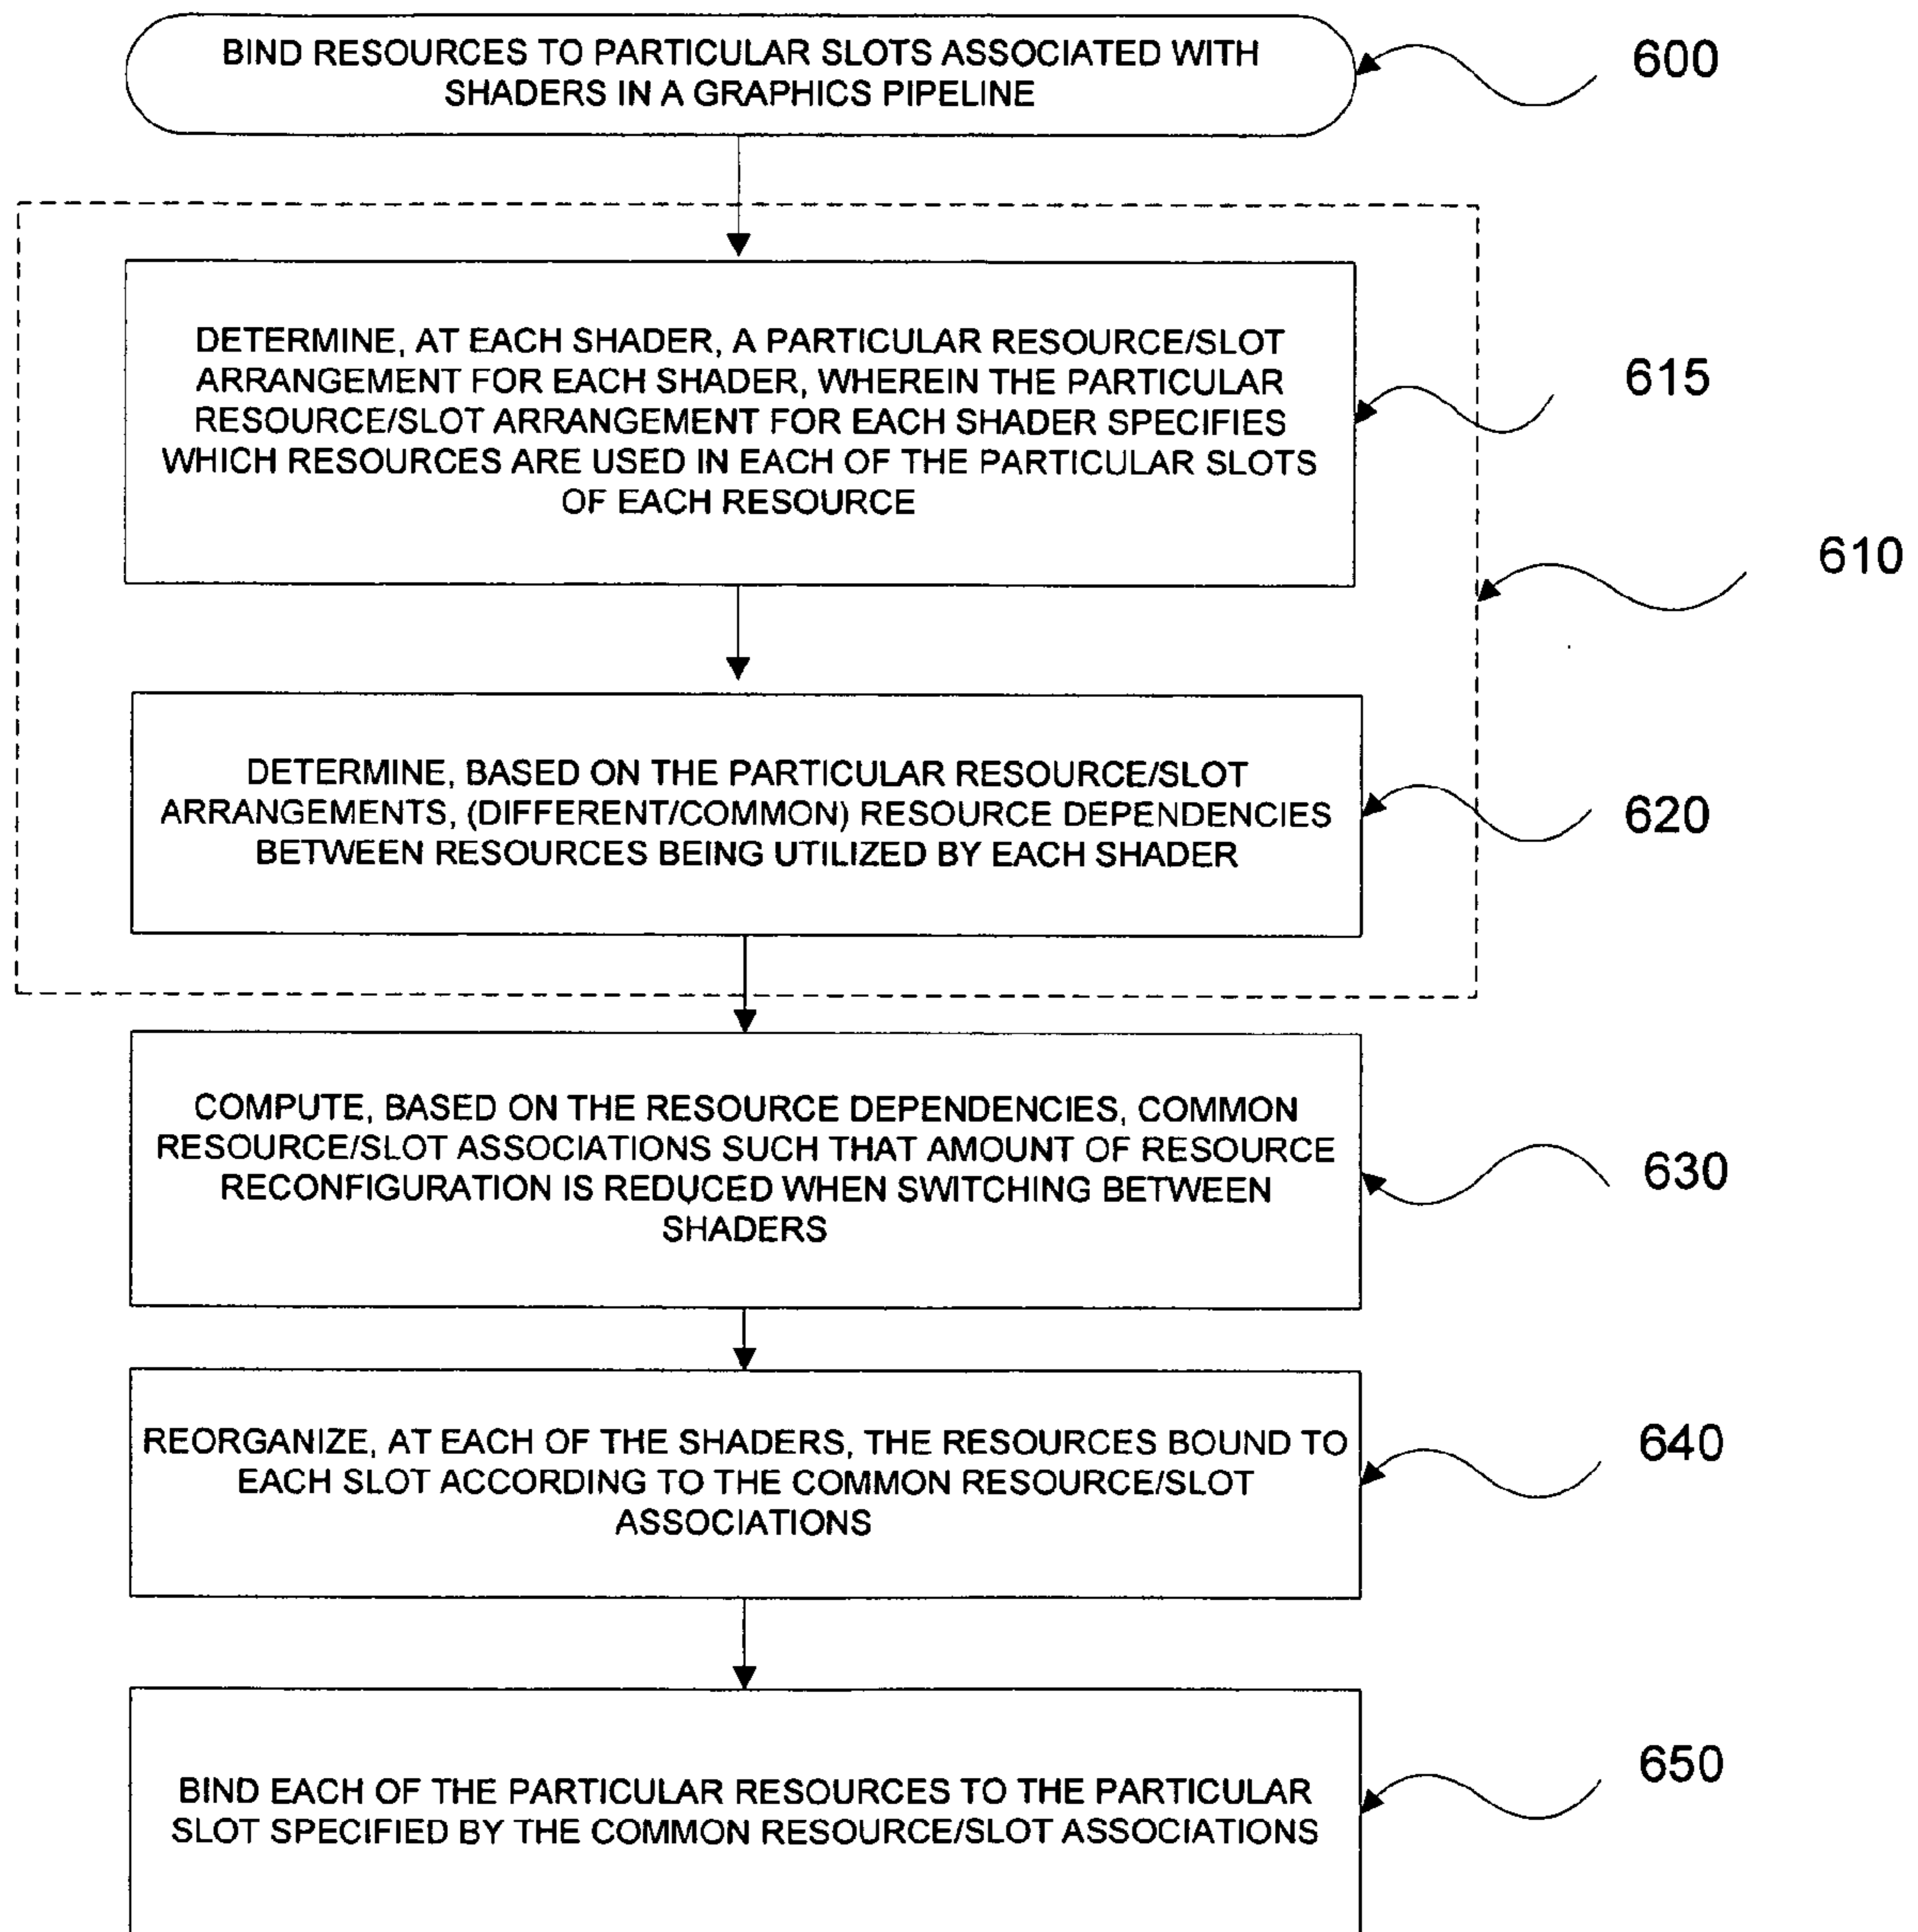 BIND RESOURCES TO PARTICULAR SLOTS ASSOCIATED WITH
SHADERS IN A GRAPHICS PIPELINE
600
DETERMINE, AT EACH SHADER, A PARTICULAR RESOURCE/SLOT
ARRANGEMENT FOR EACH SHADER, WHEREIN THE PARTICULAR
RESOURCE/SLOT ARRANGEMENT FOR EACH SHADER SPECIFIES
WHICH RESOURCES ARE USED IN EACH OF THE PARTICULAR SLOTS
OF EACH RESOURCE
615
610
DETERMINE, BASED ON THE PARTICULAR RESOURCE/SLOT
ARRANGEMENTS, (DIFFERENT/COMMON) RESOURCE DEPENDENCIES
BETWEEN RESOURCES BEING UTILIZED BY EACH SHADER
620
COMPUTE, BASED ON THE RESOURCE DEPENDENCIES, COMMON
RESOURCE/SLOT ASSOCIATIONS SUCH THAT AMOUNT OF RESOURCE
RECONFIGURATION IS REDUCED WHEN SWITCHING BETWEEN
SHADERS
630
REORGANIZE, AT EACH OF THE SHADERS, THE RESOURCES BOUND TO
EACH SLOT ACCORDING TO THE COMMON RESOURCE/SLOT
ASSOCIATIONS
640
BIND EACH OF THE PARTICULAR RESOURCES TO THE PARTICULAR
SLOT SPECIFIED BY THE COMMON RESOURCE/SLOT ASSOCIATIONS
650